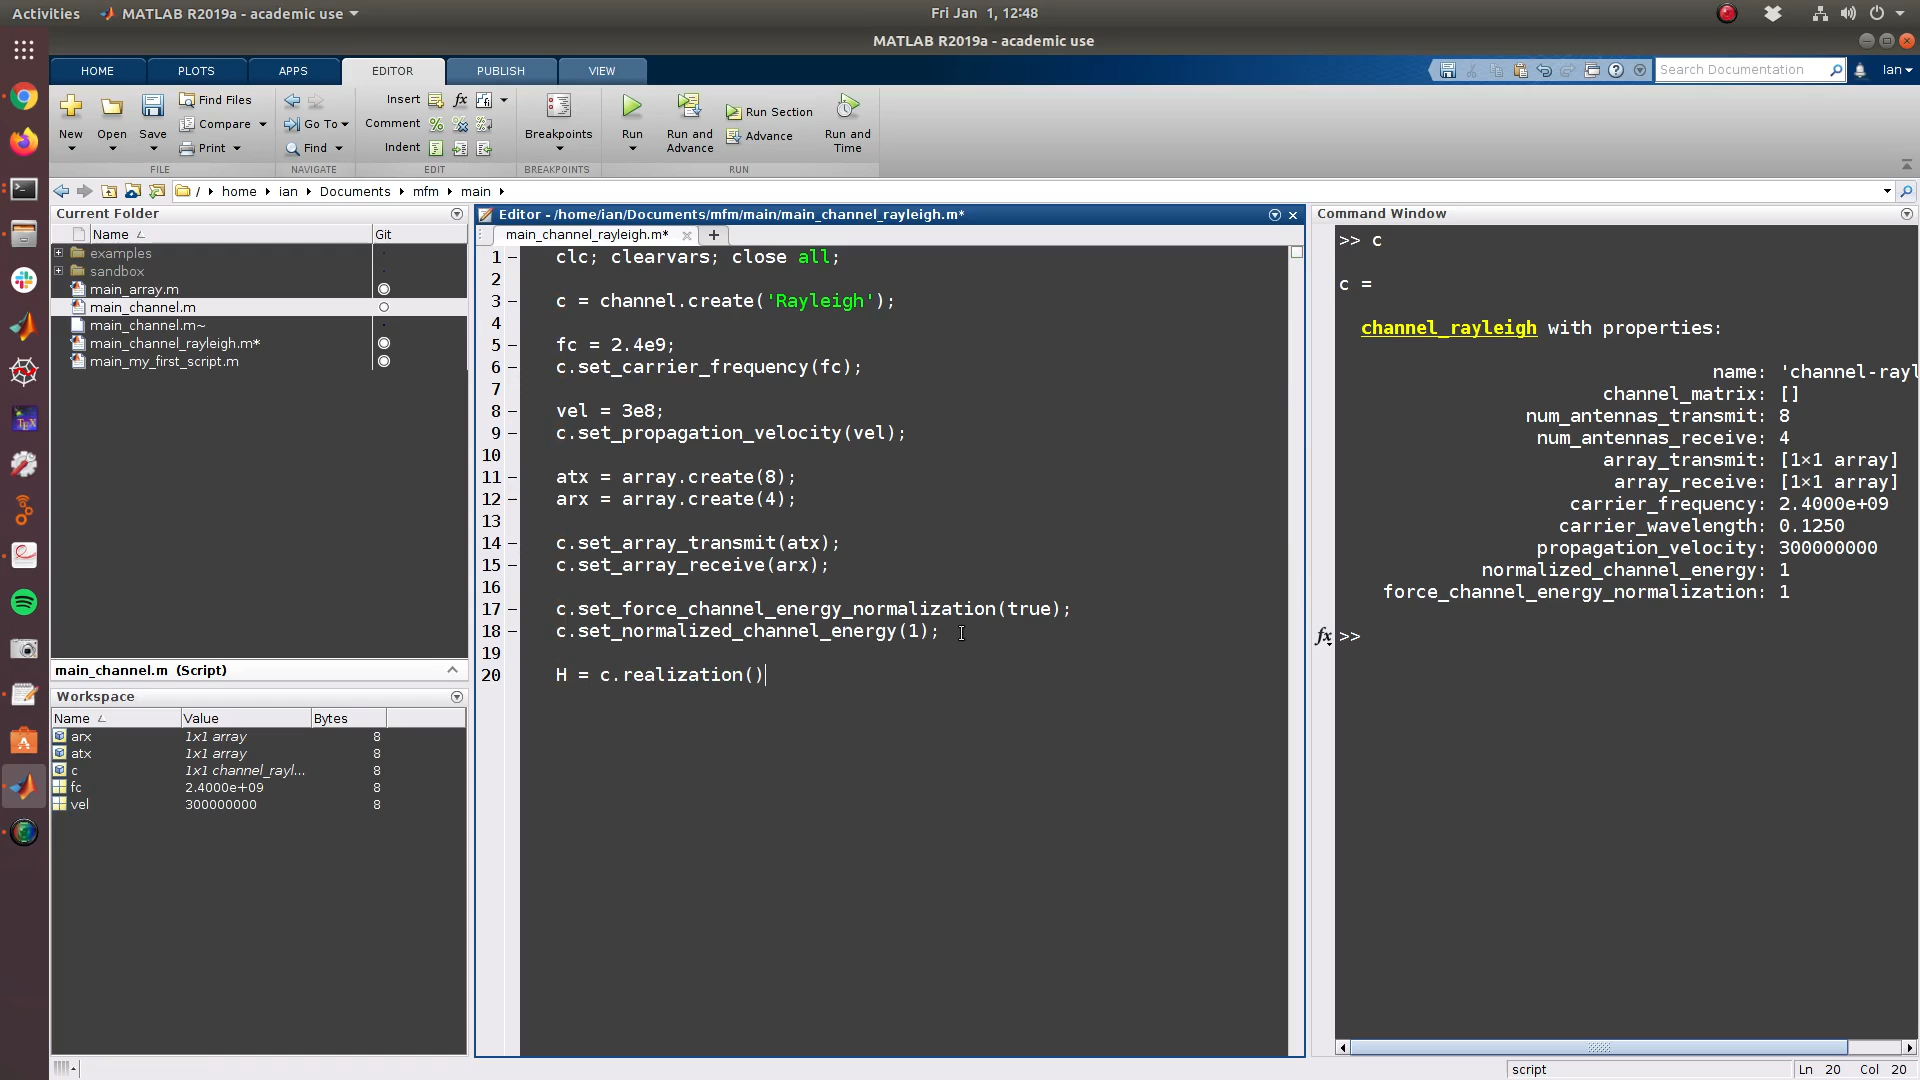 Activities
MATLAB R2019a - academic use
Fri Jan 1, 12:48
MATLAB R2019a - academic use
HOME
PLOTS
APPS
EDITOR
PUBLISH
VIEW
Search Documentation
Ian
New
Open
Save
Find Files
Compare
Print
FILE
Go To
Find
NAVIGATE
Insert
fx
Comment
Indent
EDIT
Breakpoints
BREAKPOINTS
Run
Run and
Advance
Run Section
Advance
Run and
Time
RUN
/ home ian Documents mfm main
Current Folder
Name
Git
examples
sandbox
main_array.m
main_channel.m
main_channel.m~
main_channel_rayleigh.m*
main_my_first_script.m
main_channel.m (Script)
Workspace
Name Value Bytes
arx 1x1 array 8
atx 1x1 array 8
c 1x1 channel_rayl... 8
fc 2.4000e+09 8
vel 300000000 8
Editor - /home/ian/Documents/mfm/main/main_channel_rayleigh.m*
main_channel_rayleigh.m*
1 – clc; clearvars; close all;
2
3 – c = channel.create('Rayleigh');
4
5 – fc = 2.4e9;
6 – c.set_carrier_frequency(fc);
7
8 – vel = 3e8;
9 – c.set_propagation_velocity(vel);
10
11 – atx = array.create(8);
12 – arx = array.create(4);
13
14 – c.set_array_transmit(atx);
15 – c.set_array_receive(arx);
16
17 – c.set_force_channel_energy_normalization(true);
18 – c.set_normalized_channel_energy(1);
19
20 H = c.realization()
Command Window
>> c
c =
channel_rayleigh with properties:
name: 'channel-rayl
channel_matrix: []
num_antennas_transmit: 8
num_antennas_receive: 4
array_transmit: [1×1 array]
array_receive: [1×1 array]
carrier_frequency: 2.4000e+09
carrier_wavelength: 0.1250
propagation_velocity: 300000000
normalized_channel_energy: 1
force_channel_energy_normalization: 1
fx >>
script
Ln 20 Col 20